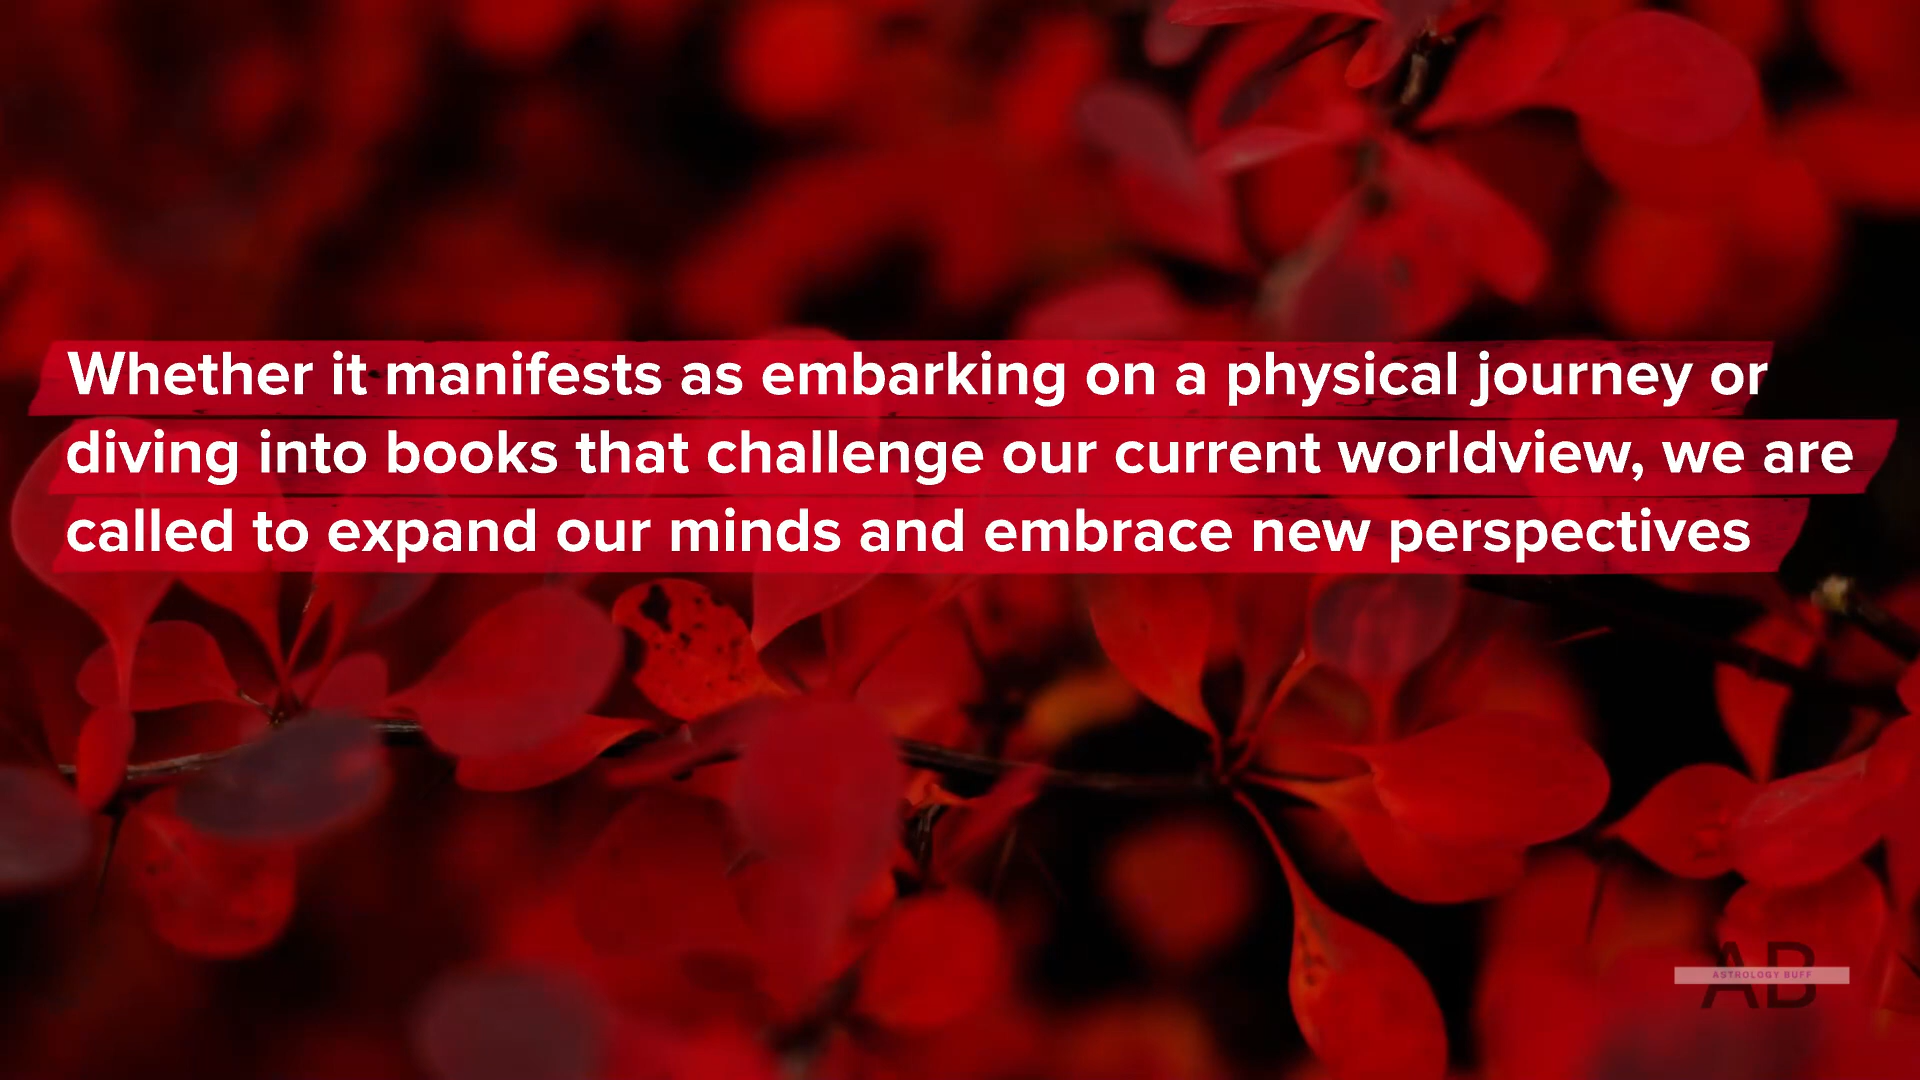 Whether it manifests as embarking on a physical journey or
diving into books that challenge our current worldview, we are
called to expand our minds and embrace new perspectives
AB
ASTROLOGY BUFF